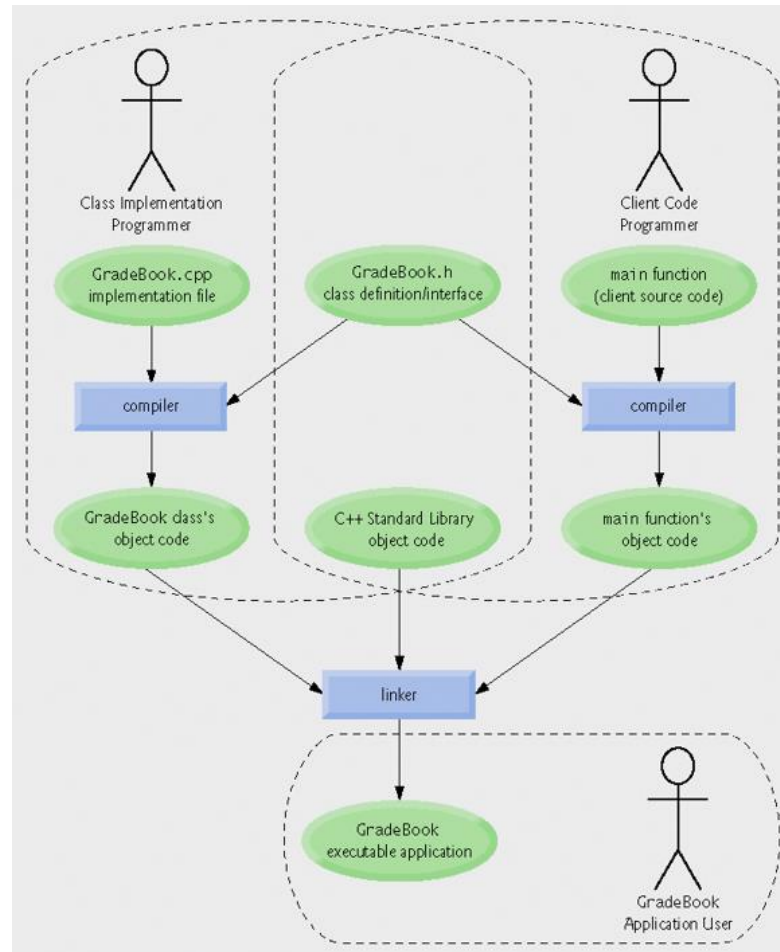 Class Implementation
Programmer
Client Code
Programmer
GradeBook.cpp
implementation file
GradeBook.h
class definition/interface
main function
(client source code)
compiler
compiler
GradeBook class's
object code
C++ Standard Library
object code
main function's
object code
linker
GradeBook
executable application
GradeBook
Application User